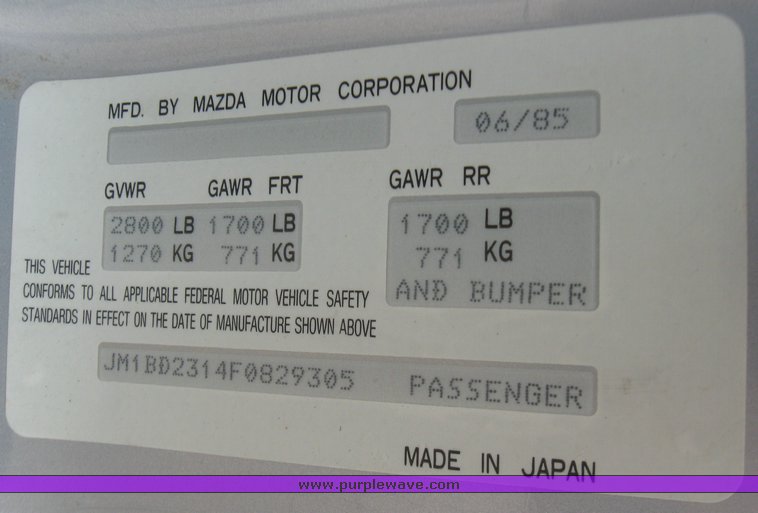 MFD. BY MAZDA MOTOR CORPORATION
06/85
GVWR GAWR FRT GAWR RR
2800 LB 1700 LB 1700 LB
1270 KG 771 KG 771 KG
AND BUMPER
THIS VEHICLE
CONFORMS TO ALL APPLICABLE FEDERAL MOTOR VEHICLE SAFETY
STANDARDS IN EFFECT ON THE DATE OF MANUFACTURE SHOWN ABOVE
JM1BD2314F0829305 PASSENGER
MADE IN JAPAN
www.purplewave.com